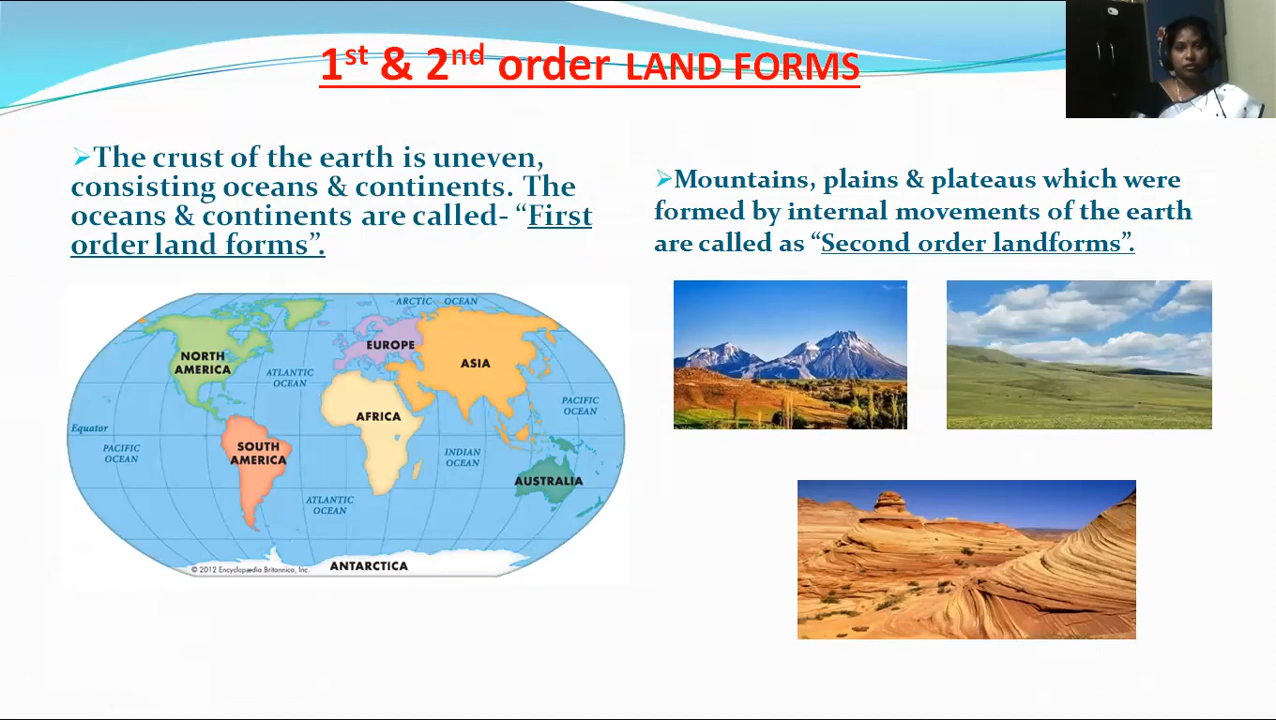 1st & 2nd order LAND FORMS
➢The crust of the earth is uneven,
consisting oceans & continents. The
oceans & continents are called- “First
order land forms”.
➢Mountains, plains & plateaus which were
formed by internal movements of the earth
are called as “Second order landforms”.
ARCTIC OCEAN
NORTH
AMERICA
EUROPE
ASIA
ATLANTIC
OCEAN
PACIFIC
OCEAN
AFRICA
Equator
PACIFIC
OCEAN
SOUTH
AMERICA
INDIAN
OCEAN
AUSTRALIA
ATLANTIC
OCEAN
ANTARCTICA
© 2012 Encyclopædia Britannica, Inc.